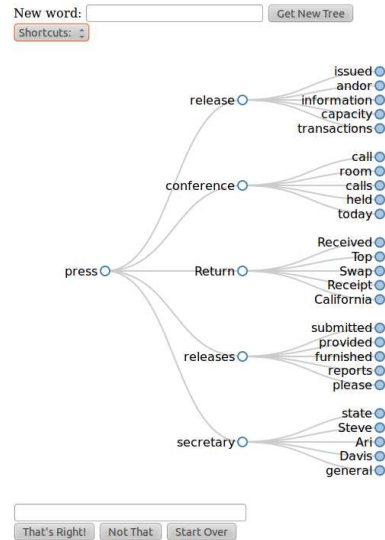 New word: Get New Tree
Shortcuts:
issued
andor
release information
capacity
transactions
call
room
conference calls
held
today
Received
Top
press Return Swap
Receipt
California
submitted
provided
releases furnished
reports
please
state
Steve
secretary Ari
Davis
general
That's Right! Not That Start Over